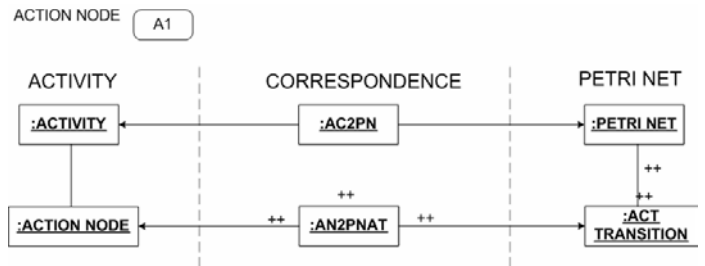 ACTION NODE
A1
ACTIVITY CORRESPONDENCE PETRI NET
:ACTIVITY :AC2PN :PETRI NET
++
++ ++
:ACTION NODE ++ :AN2PNAT ++ :ACT
TRANSITION